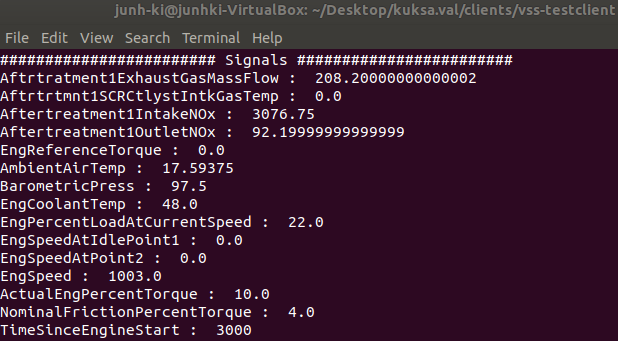 junh-ki@junhki-VirtualBox: ~/Desktop/kuksa.val/clients/vss-testclient
File Edit View Search Terminal Help
######################## Signals ########################
Aftrtratment1ExhaustGasMassFlow :  208.20000000000002
Aftrtrtmnt1SCRCtlystIntkGasTemp :  0.0
Aftertreatment1IntakeNOx :  3076.75
Aftertreatment1OutletNOx :  92.19999999999999
EngReferenceTorque :  0.0
AmbientAirTemp :  17.59375
BarometricPress :  97.5
EngCoolantTemp :  48.0
EngPercentLoadAtCurrentSpeed :  22.0
EngSpeedAtIdlePoint1 :  0.0
EngSpeedAtPoint2 :  0.0
EngSpeed :  1003.0
ActualEngPercentTorque :  10.0
NominalFrictionPercentTorque :  4.0
TimeSinceEngineStart :  3000